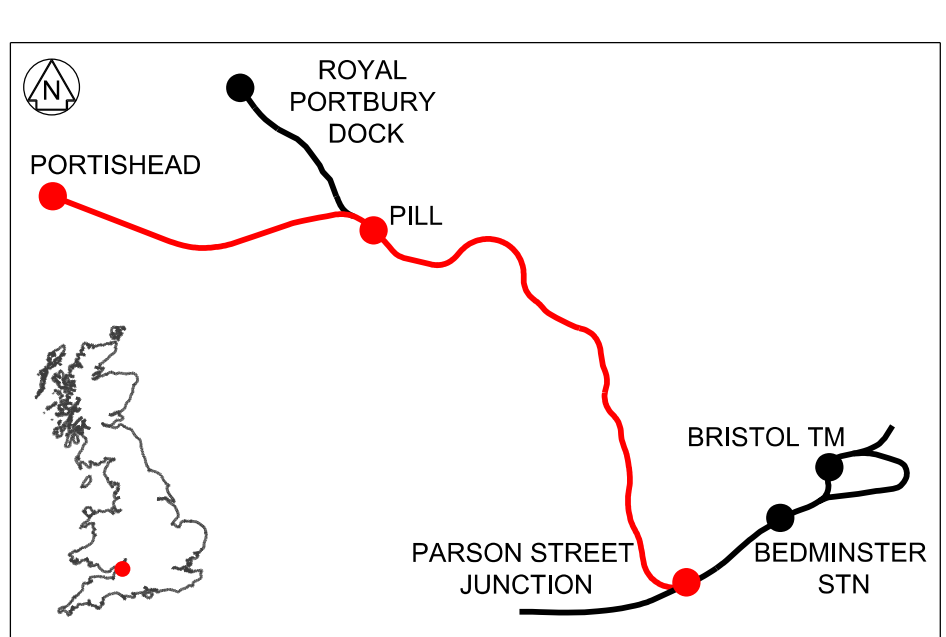 N
ROYAL
PORTBURY
DOCK
PORTISHEAD
PILL
BRISTOL TM
PARSON STREET
JUNCTION
BEDMINSTER
STN